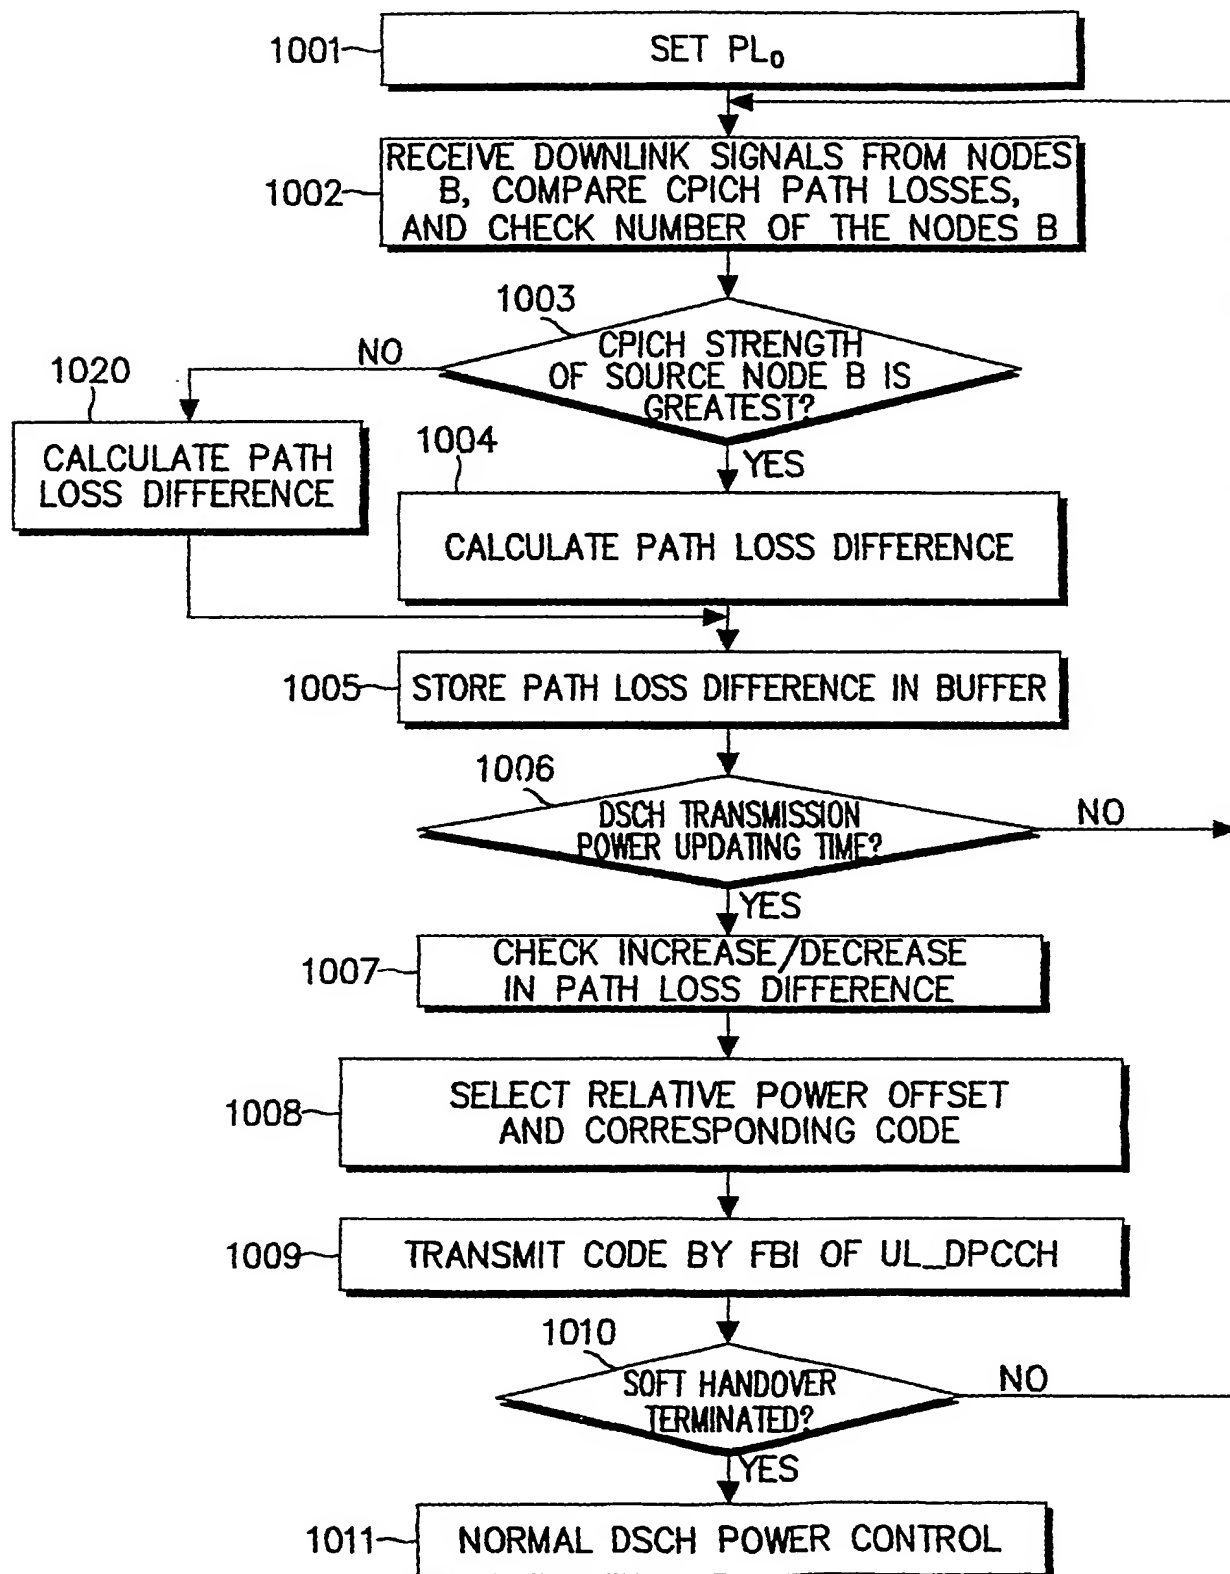 1001
SET PL₀
1002
RECEIVE DOWNLINK SIGNALS FROM NODES
B, COMPARE CPICH PATH LOSSES,
AND CHECK NUMBER OF THE NODES B
1003
CPICH STRENGTH
OF SOURCE NODE B IS
GREATEST?
NO
YES
1020
CALCULATE PATH
LOSS DIFFERENCE
1004
CALCULATE PATH LOSS DIFFERENCE
1005
STORE PATH LOSS DIFFERENCE IN BUFFER
1006
DSCH TRANSMISSION
POWER UPDATING TIME?
NO
YES
1007
CHECK INCREASE/DECREASE
IN PATH LOSS DIFFERENCE
1008
SELECT RELATIVE POWER OFFSET
AND CORRESPONDING CODE
1009
TRANSMIT CODE BY FBI OF UL_DPCCH
1010
SOFT HANDOVER
TERMINATED?
NO
YES
1011
NORMAL DSCH POWER CONTROL